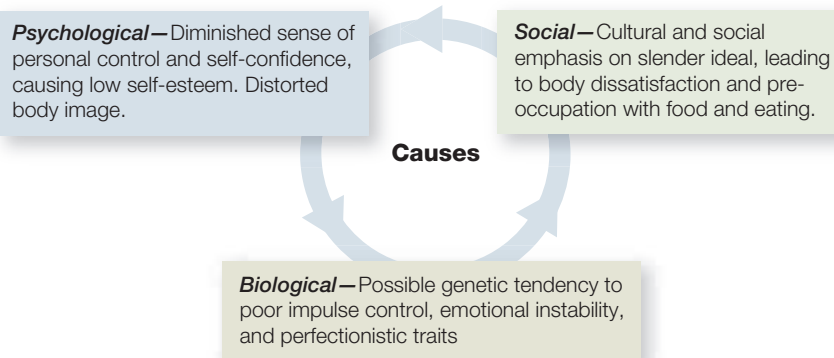 Psychological—Diminished sense of
personal control and self-confidence,
causing low self-esteem. Distorted
body image.
Social—Cultural and social
emphasis on slender ideal, leading
to body dissatisfaction and pre-
occupation with food and eating.
Causes
Biological—Possible genetic tendency to
poor impulse control, emotional instability,
and perfectionistic traits